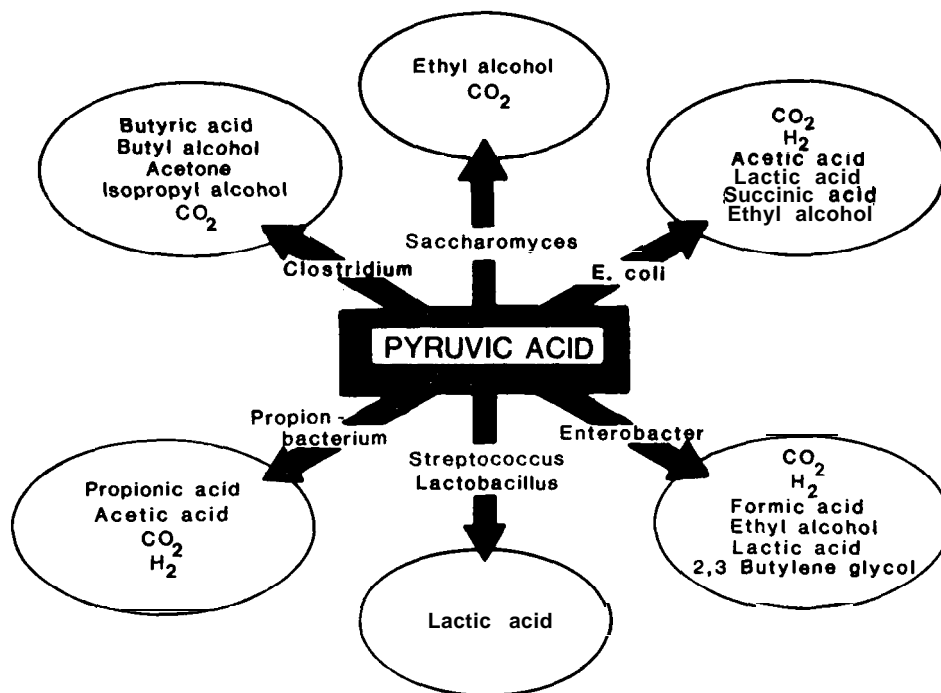 Ethyl alcohol
CO2
Butyric acid
Butyl alcohol
Acetone
Isopropyl alcohol
CO2
CO2
H2
Acetic acid
Lactic acid
Succinic acid
Ethyl alcohol
Saccharomyces
Clostridium
E. coli
PYRUVIC ACID
Propion-
bacterium
Enterobacter
Streptococcus
Lactobacillus
Propionic acid
Acetic acid
CO2
H2
CO2
H2
Formic acid
Ethyl alcohol
Lactic acid
2,3 Butylene glycol
Lactic acid